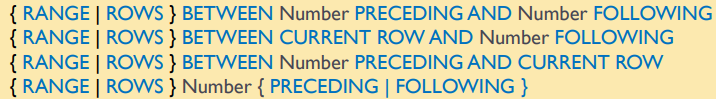 { RANGE | ROWS } BETWEEN Number PRECEDING AND Number FOLLOWING
{ RANGE | ROWS } BETWEEN CURRENT ROW AND Number FOLLOWING
{ RANGE | ROWS } BETWEEN Number PRECEDING AND CURRENT ROW
{ RANGE | ROWS } Number { PRECEDING | FOLLOWING }